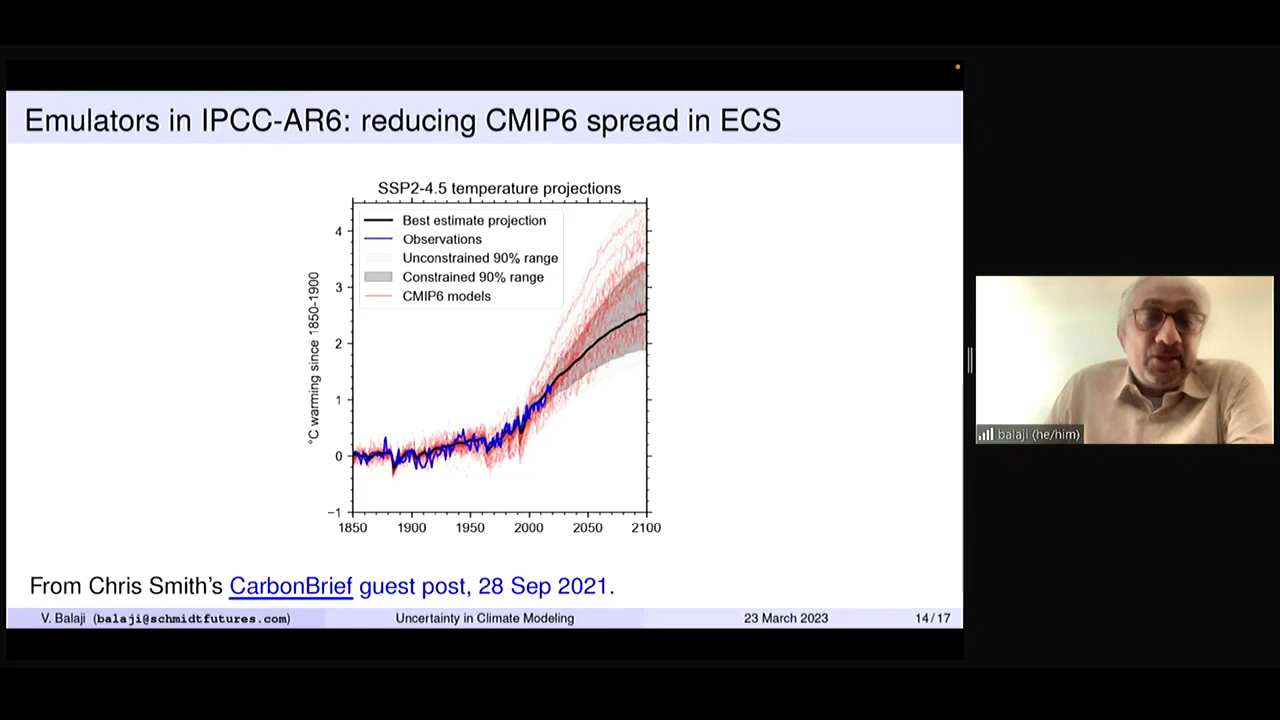 Emulators in IPCC-AR6: reducing CMIP6 spread in ECS
SSP2-4.5 temperature projections
Best estimate projection
Observations
Unconstrained 90% range
Constrained 90% range
CMIP6 models
°C warming since 1850-1900
4
3
2
1
0
−1
1850
1900
1950
2000
2050
2100
From Chris Smith's CarbonBrief guest post, 28 Sep 2021.
V. Balaji (balaji@schmidtfutures.com)
Uncertainty in Climate Modeling
23 March 2023
14/17
balaji (he/him)